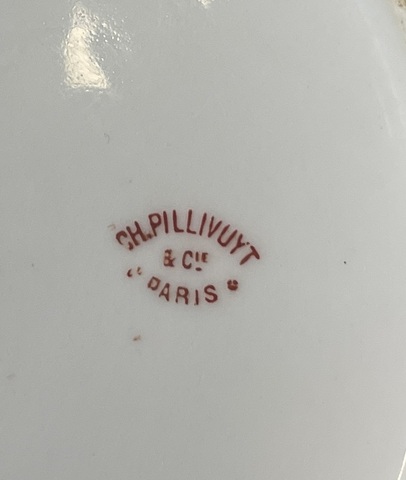 CH.PILLIVUYT
& CIE
" PARIS "